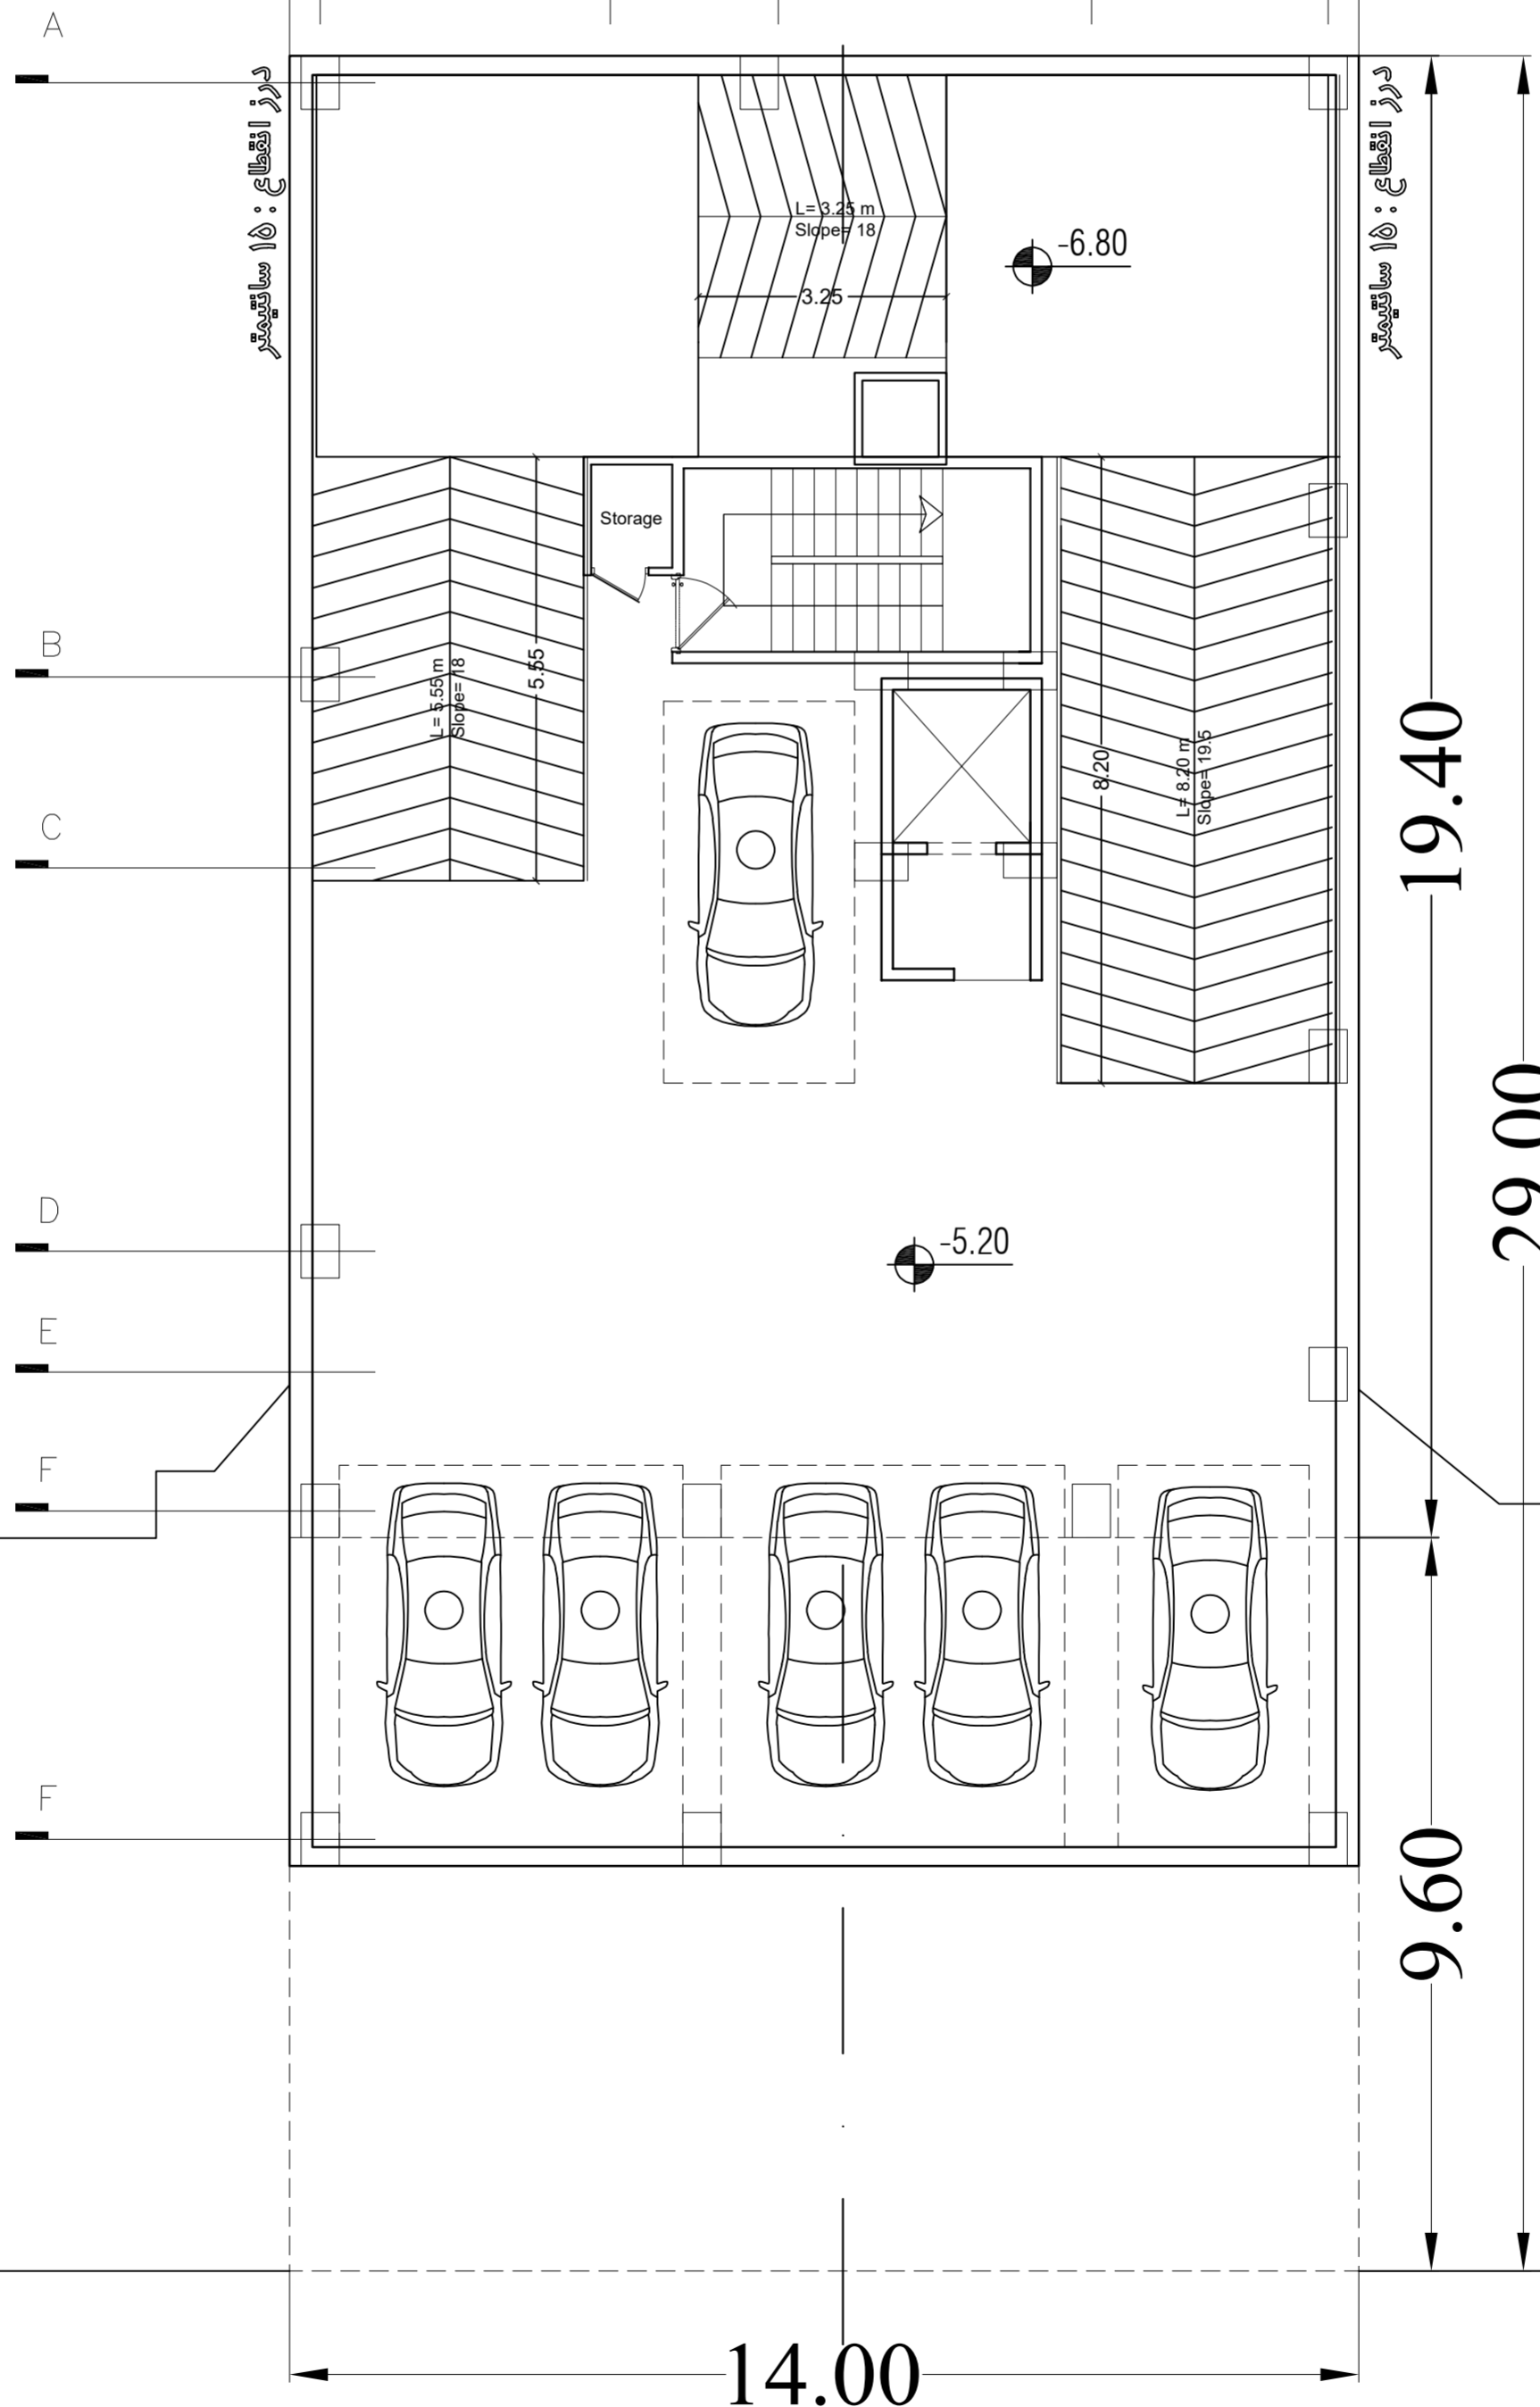 A
درز انقطاع : ۱۵ سانتیمتر
درز انقطاع : ۱۵ سانتیمتر
L= 3.25 m
Slope= 18
-6.80
3.25
Storage
B
L= 5.55 m
Slope= 18
5.55
8.20
L= 8.20 m
Slope= 19.5
19.40
C
29.00
D
-5.20
E
F
F
9.60
14.00